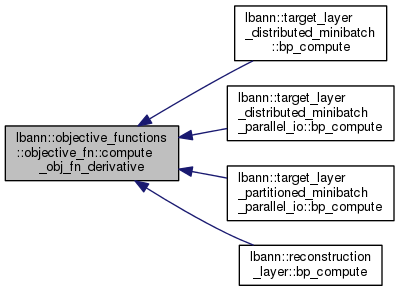 lbann::target_layer
_distributed_minibatch
::bp_compute
lbann::target_layer
_distributed_minibatch
_parallel_io::bp_compute
lbann::objective_functions
::objective_fn::compute
_obj_fn_derivative
lbann::target_layer
_partitioned_minibatch
_parallel_io::bp_compute
lbann::reconstruction
_layer::bp_compute